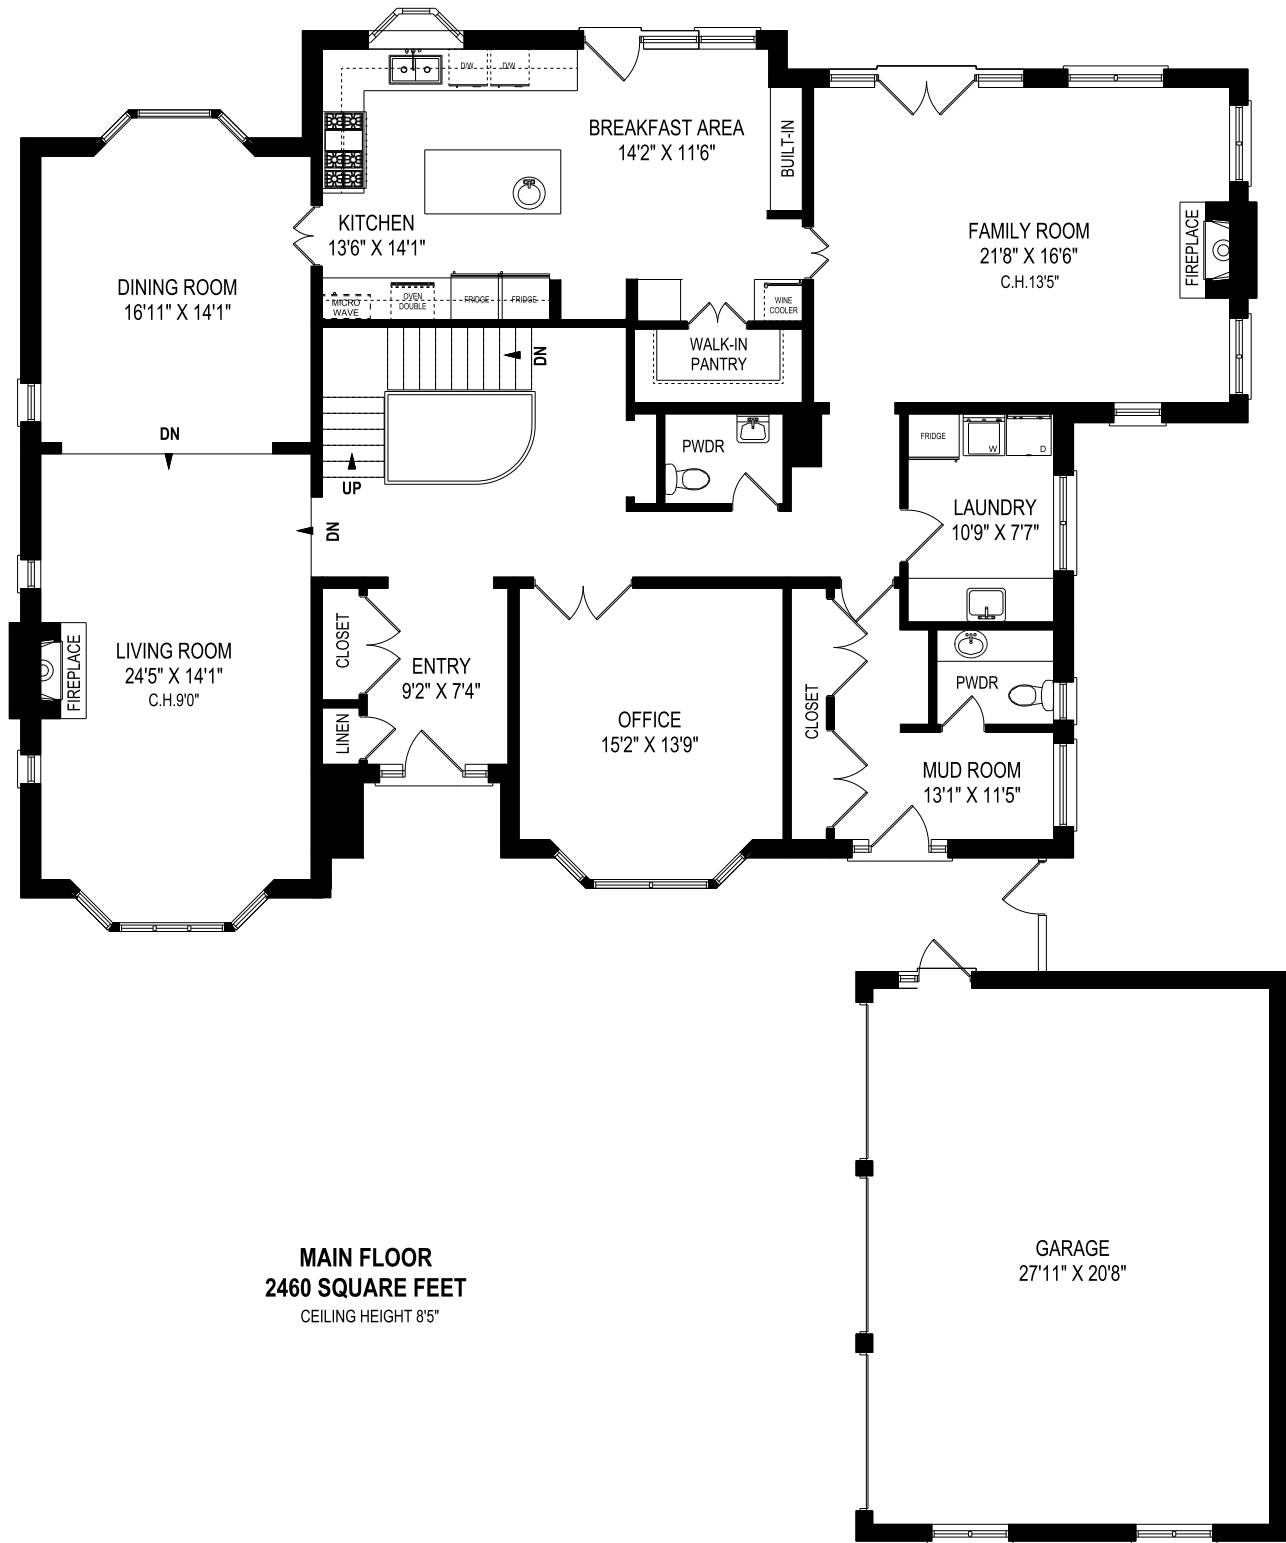 D/W
D/W
BREAKFAST AREA
14'2" X 11'6"
BUILT-IN
KITCHEN
13'6" X 14'1"
FAMILY ROOM
21'8" X 16'6"
C.H.13'5"
FIREPLACE
DINING ROOM
16'11" X 14'1"
MICRO
WAVE
OVEN
DOUBLE
FRIDGE
FRIDGE
WINE
COOLER
WALK-IN
PANTRY
DN
DN
UP
DN
PWDR
FRIDGE
W
D
LAUNDRY
10'9" X 7'7"
LIVING ROOM
24'5" X 14'1"
C.H.9'0"
FIREPLACE
CLOSET
LINEN
ENTRY
9'2" X 7'4"
OFFICE
15'2" X 13'9"
CLOSET
PWDR
MUD ROOM
13'1" X 11'5"
GARAGE
27'11" X 20'8"
MAIN FLOOR
2460 SQUARE FEET
CEILING HEIGHT 8'5"